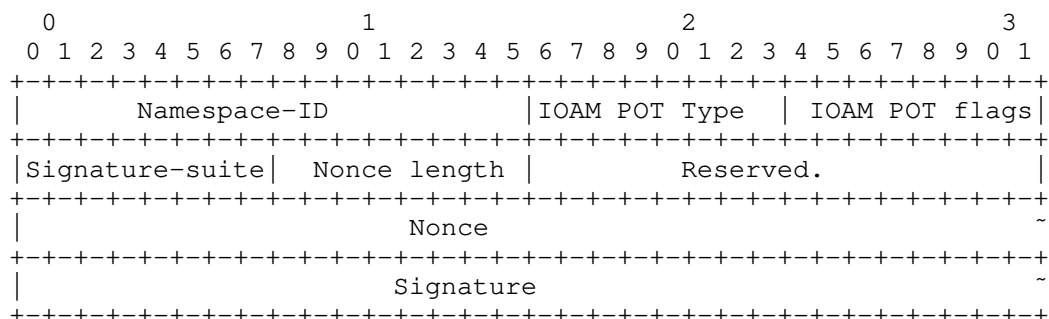 0                   1                   2                   3
 0 1 2 3 4 5 6 7 8 9 0 1 2 3 4 5 6 7 8 9 0 1 2 3 4 5 6 7 8 9 0 1
+-+-+-+-+-+-+-+-+-+-+-+-+-+-+-+-+-+-+-+-+-+-+-+-+-+-+-+-+-+-+-+-+
|       Namespace-ID            |IOAM POT Type  | IOAM POT flags|
+-+-+-+-+-+-+-+-+-+-+-+-+-+-+-+-+-+-+-+-+-+-+-+-+-+-+-+-+-+-+-+-+
|Signature-suite|  Nonce length |         Reserved.             |
+-+-+-+-+-+-+-+-+-+-+-+-+-+-+-+-+-+-+-+-+-+-+-+-+-+-+-+-+-+-+-+-+
|                        Nonce                                  ~
+-+-+-+-+-+-+-+-+-+-+-+-+-+-+-+-+-+-+-+-+-+-+-+-+-+-+-+-+-+-+-+-+
|                       Signature                               ~
+-+-+-+-+-+-+-+-+-+-+-+-+-+-+-+-+-+-+-+-+-+-+-+-+-+-+-+-+-+-+-+-+